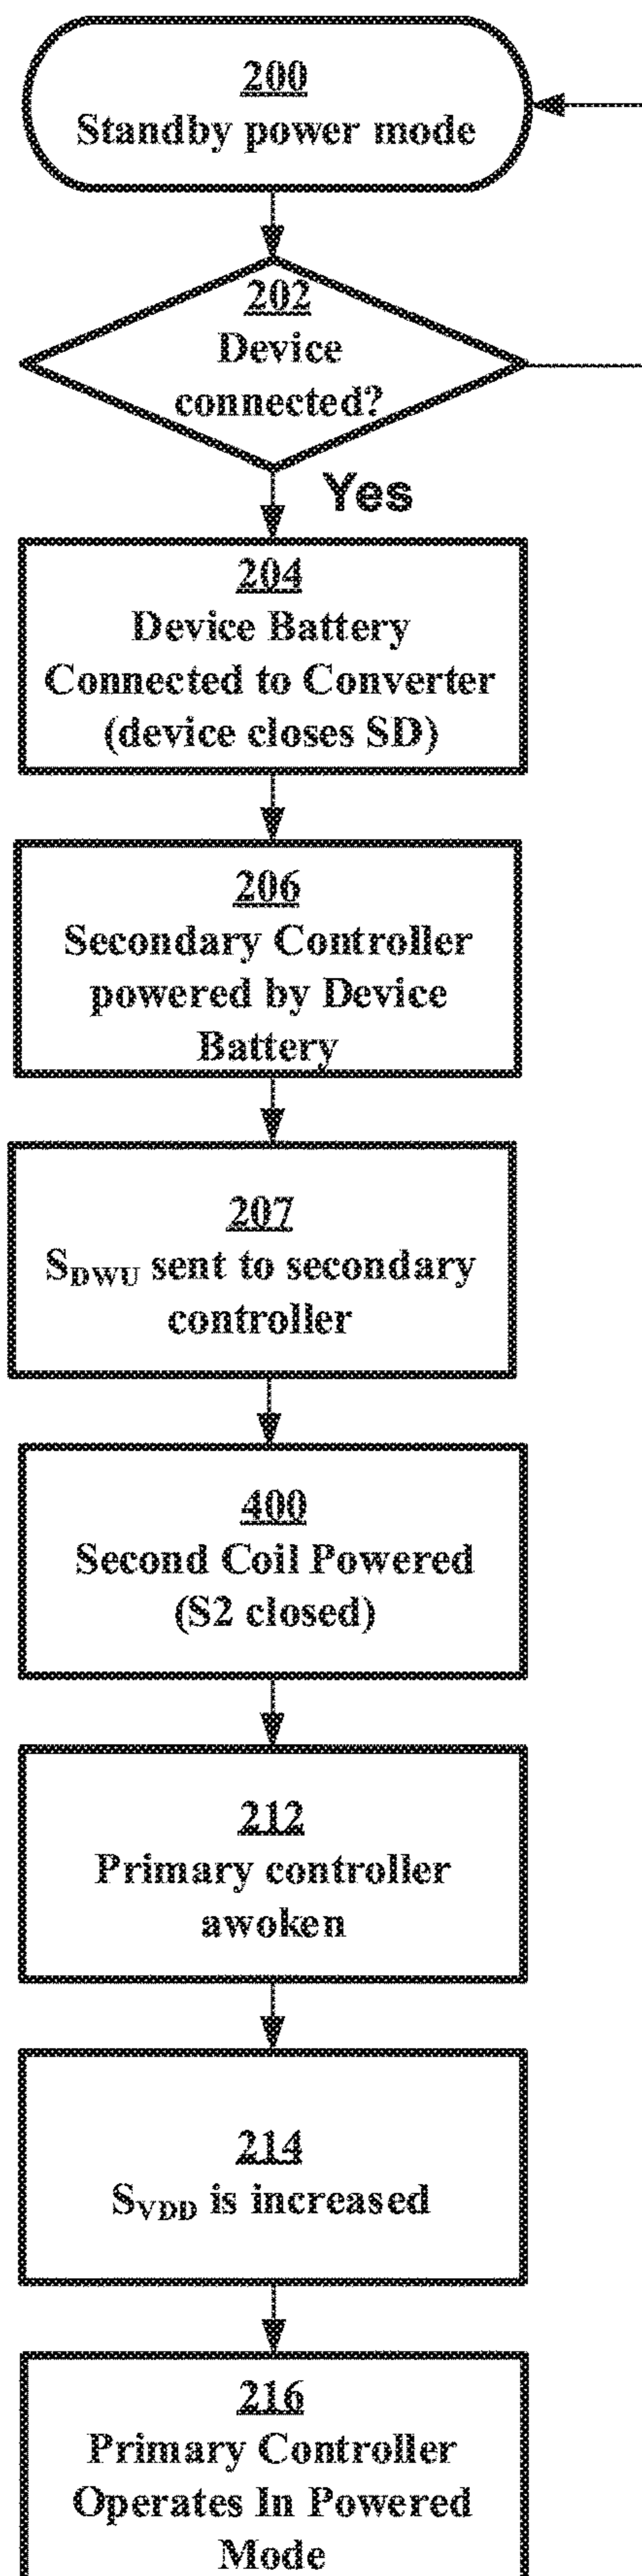 200
Standby power mode
202
Device
connected?
Yes
204
Device Battery
Connected to Converter
(device closes SD)
206
Secondary Controller
powered by Device
Battery
207
SDWU sent to secondary
controller
400
Second Coil Powered
(S2 closed)
212
Primary controller
awoken
214
SVDD is increased
216
Primary Controller
Operates In Powered
Mode